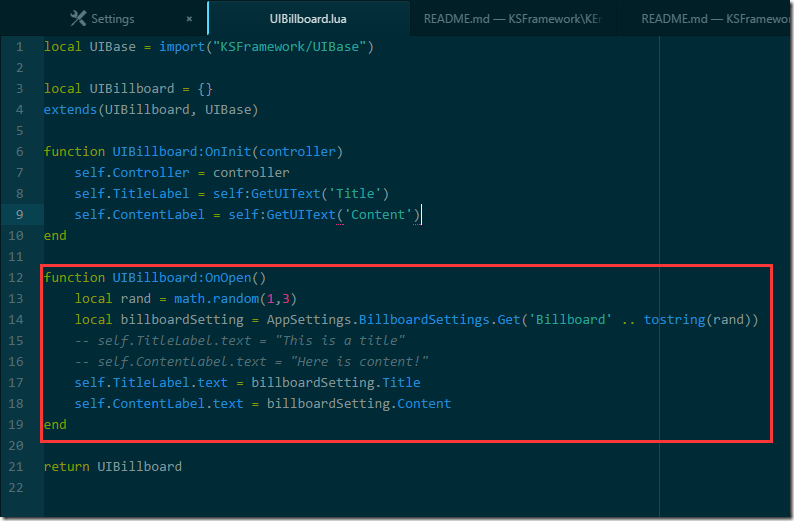 Settings × UIBillboard.lua README.md — KSFramework\KEn README.md — KSFramewor
1 local UIBase = import("KSFramework/UIBase")
2
3 local UIBillboard = {}
4 extends(UIBillboard, UIBase)
5
6 function UIBillboard:OnInit(controller)
7     self.Controller = controller
8     self.TitleLabel = self:GetUIText('Title')
9     self.ContentLabel = self:GetUIText('Content')
10 end
11
12 function UIBillboard:OnOpen()
13     local rand = math.random(1,3)
14     local billboardSetting = AppSettings.BillboardSettings.Get('Billboard' .. tostring(rand))
15     -- self.TitleLabel.text = "This is a title"
16     -- self.ContentLabel.text = "Here is content!"
17     self.TitleLabel.text = billboardSetting.Title
18     self.ContentLabel.text = billboardSetting.Content
19 end
20
21 return UIBillboard
22